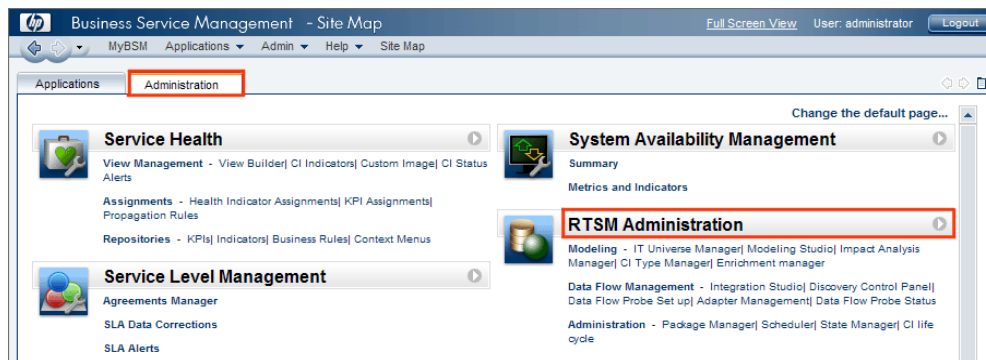 hp Business Service Management - Site Map
Full Screen View User: administrator Logout
MyBSM Applications Admin Help Site Map
Applications Administration
Change the default page...
Service Health
View Management - View Builder| CI Indicators| Custom Image| CI Status
Alerts
Assignments - Health Indicator Assignments| KPI Assignments|
Propagation Rules
Repositories - KPIs| Indicators| Business Rules| Context Menus
Service Level Management
Agreements Manager
SLA Data Corrections
SLA Alerts
System Availability Management
Summary
Metrics and Indicators
RTSM Administration
Modeling - IT Universe Manager| Modeling Studio| Impact Analysis
Manager| CI Type Manager| Enrichment manager
Data Flow Management - Integration Studio| Discovery Control Panel|
Data Flow Probe Set up| Adapter Management| Data Flow Probe Status
Administration - Package Manager| Scheduler| State Manager| CI life
cycle